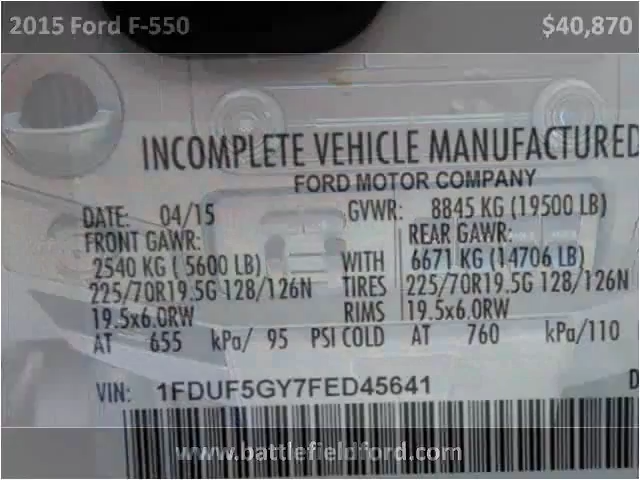 2015 Ford F-550 $40,870
INCOMPLETE VEHICLE MANUFACTURED
FORD MOTOR COMPANY
DATE: 04/15 GVWR: 8845 KG (19500 LB)
FRONT GAWR: REAR GAWR:
2540 KG ( 5600 LB) WITH 6671 KG (14706 LB)
225/70R19.5G 128/126N TIRES 225/70R19.5G 128/126N
19.5x6.0RW RIMS 19.5x6.0RW
AT 655 kPa/ 95 PSI COLD AT 760 kPa/110
VIN: 1FDUF5GY7FED45641 D
www.battlefieldford.com